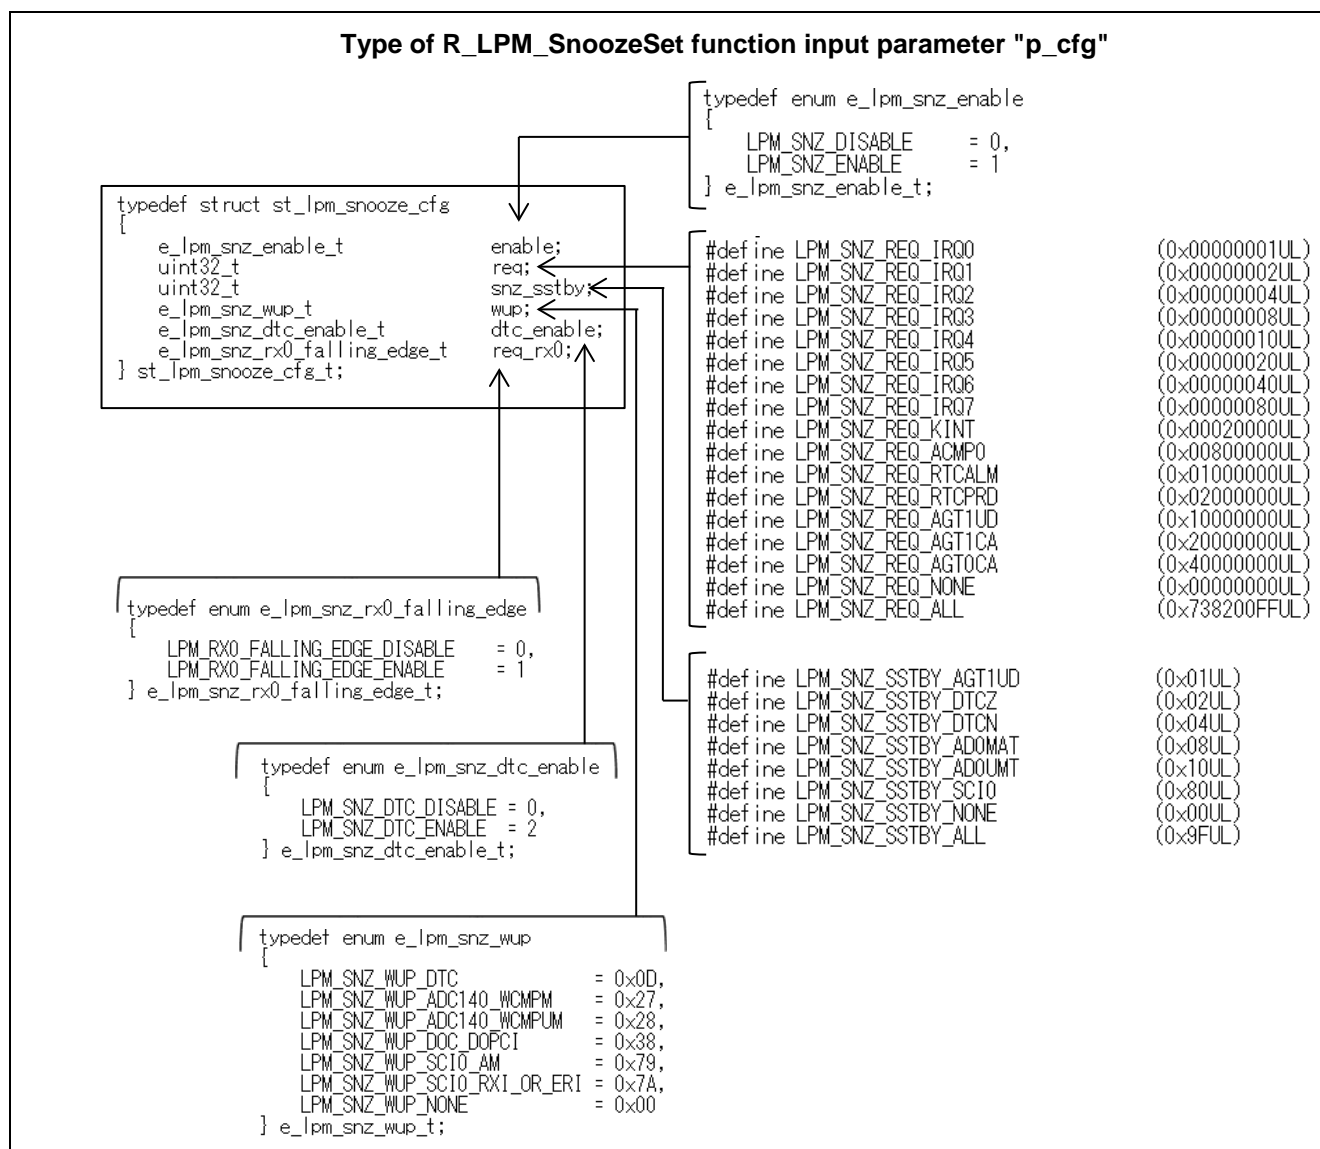 Type of R_LPM_SnoozeSet function input parameter "p_cfg"
typedef enum e_lpm_snz_enable
{
LPM_SNZ_DISABLE = 0,
LPM_SNZ_ENABLE = 1
} e_lpm_snz_enable_t;
typedef struct st_lpm_snooze_cfg
{
e_lpm_snz_enable_t enable;
uint32_t req;
uint32_t snz_sstby;
e_lpm_snz_wup_t wup;
e_lpm_snz_dtc_enable_t dtc_enable;
e_lpm_snz_rx0_falling_edge_t req_rx0;
} st_lpm_snooze_cfg_t;
#define LPM_SNZ_REQ_IRQ0 (0x00000001UL)
#define LPM_SNZ_REQ_IRQ1 (0x00000002UL)
#define LPM_SNZ_REQ_IRQ2 (0x00000004UL)
#define LPM_SNZ_REQ_IRQ3 (0x00000008UL)
#define LPM_SNZ_REQ_IRQ4 (0x00000010UL)
#define LPM_SNZ_REQ_IRQ5 (0x00000020UL)
#define LPM_SNZ_REQ_IRQ6 (0x00000040UL)
#define LPM_SNZ_REQ_IRQ7 (0x00000080UL)
#define LPM_SNZ_REQ_KINT (0x00020000UL)
#define LPM_SNZ_REQ_ACMP0 (0x00800000UL)
#define LPM_SNZ_REQ_RTCALM (0x01000000UL)
#define LPM_SNZ_REQ_RTCPRD (0x02000000UL)
#define LPM_SNZ_REQ_AGT1UD (0x10000000UL)
#define LPM_SNZ_REQ_AGT1CA (0x20000000UL)
#define LPM_SNZ_REQ_AGT0CA (0x40000000UL)
#define LPM_SNZ_REQ_NONE (0x00000000UL)
#define LPM_SNZ_REQ_ALL (0x738200FFUL)
typedef enum e_lpm_snz_rx0_falling_edge
{
LPM_RX0_FALLING_EDGE_DISABLE = 0,
LPM_RX0_FALLING_EDGE_ENABLE = 1
} e_lpm_snz_rx0_falling_edge_t;
#define LPM_SNZ_SSTBY_AGT1UD (0x01UL)
#define LPM_SNZ_SSTBY_DTCZ (0x02UL)
#define LPM_SNZ_SSTBY_DTCN (0x04UL)
#define LPM_SNZ_SSTBY_AD0MAT (0x08UL)
#define LPM_SNZ_SSTBY_AD0UMT (0x10UL)
#define LPM_SNZ_SSTBY_SCI0 (0x80UL)
#define LPM_SNZ_SSTBY_NONE (0x00UL)
#define LPM_SNZ_SSTBY_ALL (0x9FUL)
typedef enum e_lpm_snz_dtc_enable
{
LPM_SNZ_DTC_DISABLE = 0,
LPM_SNZ_DTC_ENABLE = 2
} e_lpm_snz_dtc_enable_t;
typedef enum e_lpm_snz_wup
{
LPM_SNZ_WUP_DTC = 0x0D,
LPM_SNZ_WUP_ADC140_WCMPM = 0x27,
LPM_SNZ_WUP_ADC140_WCMPUM = 0x28,
LPM_SNZ_WUP_DOC_DOPCI = 0x38,
LPM_SNZ_WUP_SCI0_AM = 0x79,
LPM_SNZ_WUP_SCI0_RXI_OR_ERI = 0x7A,
LPM_SNZ_WUP_NONE = 0x00
} e_lpm_snz_wup_t;